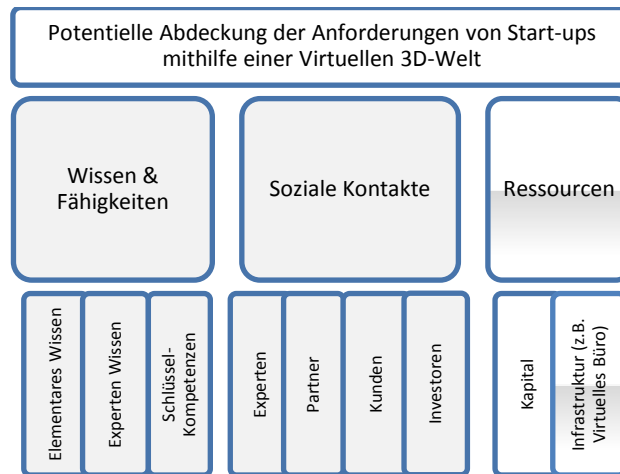 Potentielle Abdeckung der Anforderungen von Start-ups
mithilfe einer Virtuellen 3D-Welt
Wissen &
Fähigkeiten
Soziale Kontakte
Ressourcen
Elementares Wissen
Experten Wissen
Schlüssel-
Kompetenzen
Experten
Partner
Kunden
Investoren
Kapital
Infrastruktur (z.B.
Virtuelles Büro)